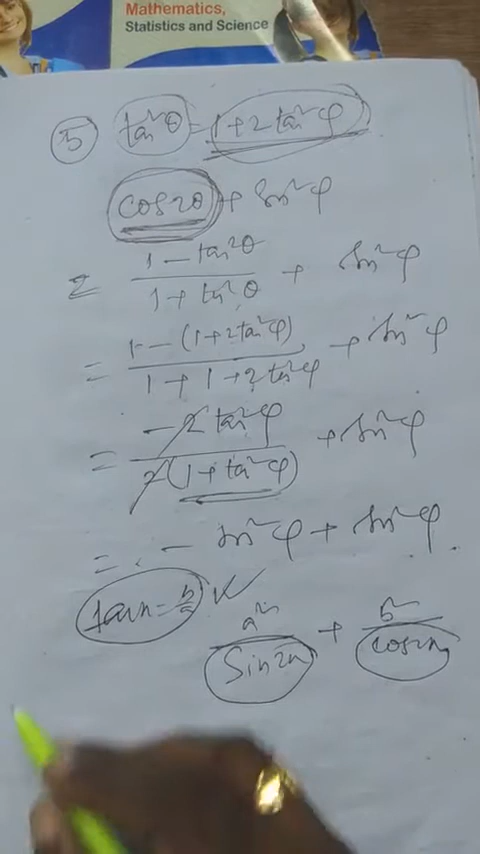 Mathematics,
Statistics and Science
⑤ tan²θ = 1+2tan²φ
cos2θ + sin²φ
= (1 - tan²θ)/(1 + tan²θ) + sin²φ
= (1 - (1+2tan²φ))/(1 + 1 + 2tan²φ) + sin²φ
= (-2tan²φ)/(2(1+tan²φ)) + sin²φ
= - sin²φ + sin²φ.
tanx = b/a
a²/sin2x + b²/cos2x